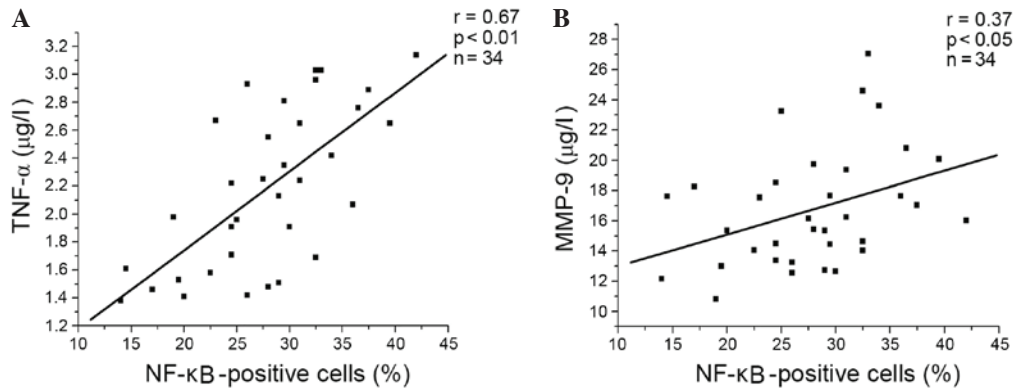 A
r = 0.67
p < 0.01
n = 34
TNF-α (μg/l)
3.2
3.0
2.8
2.6
2.4
2.2
2.0
1.8
1.6
1.4
1.2
10 15 20 25 30 35 40 45
NF-κB-positive cells (%)
B
r = 0.37
p < 0.05
n = 34
MMP-9 (μg/l)
28
26
24
22
20
18
16
14
12
10
10 15 20 25 30 35 40 45
NF-κB-positive cells (%)